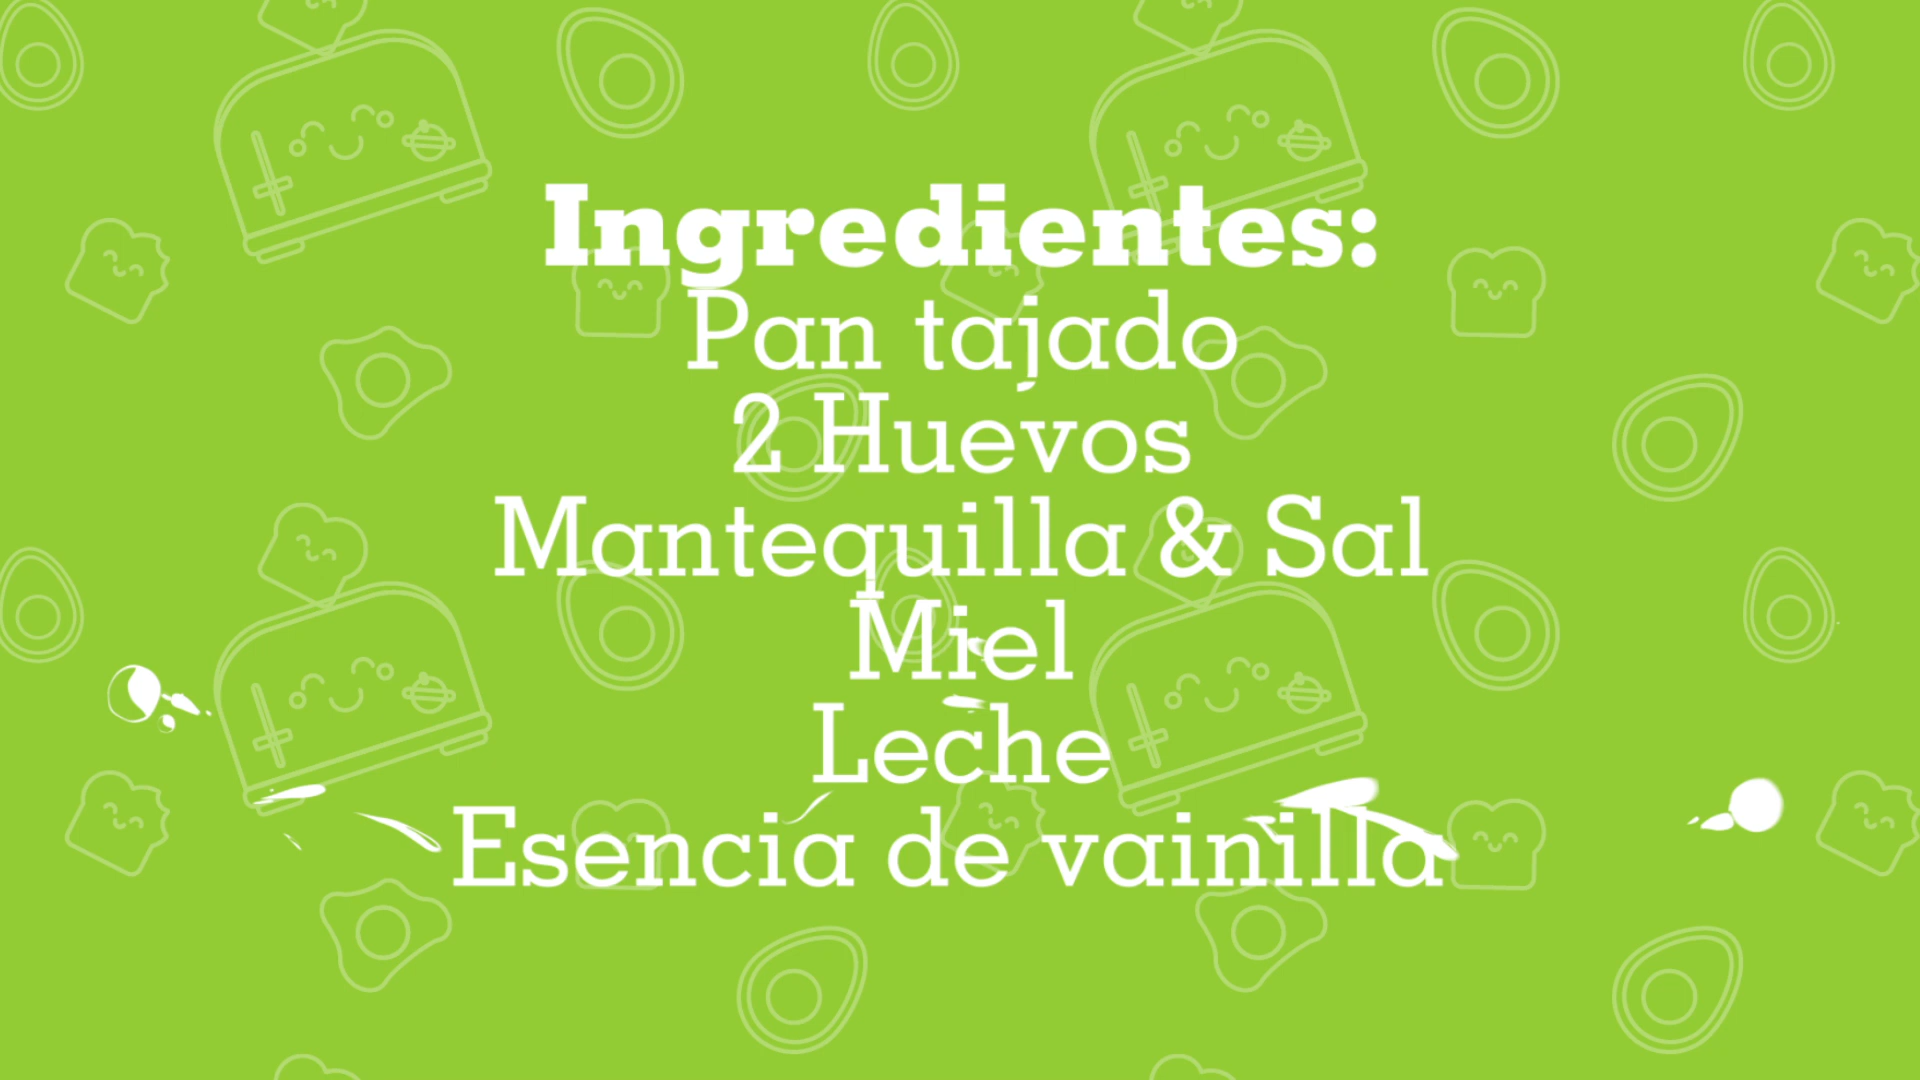 Ingredientes:
Pan tajado
2 Huevos
Mantequilla & Sal
Miel
Leche
Esencia de vainilla